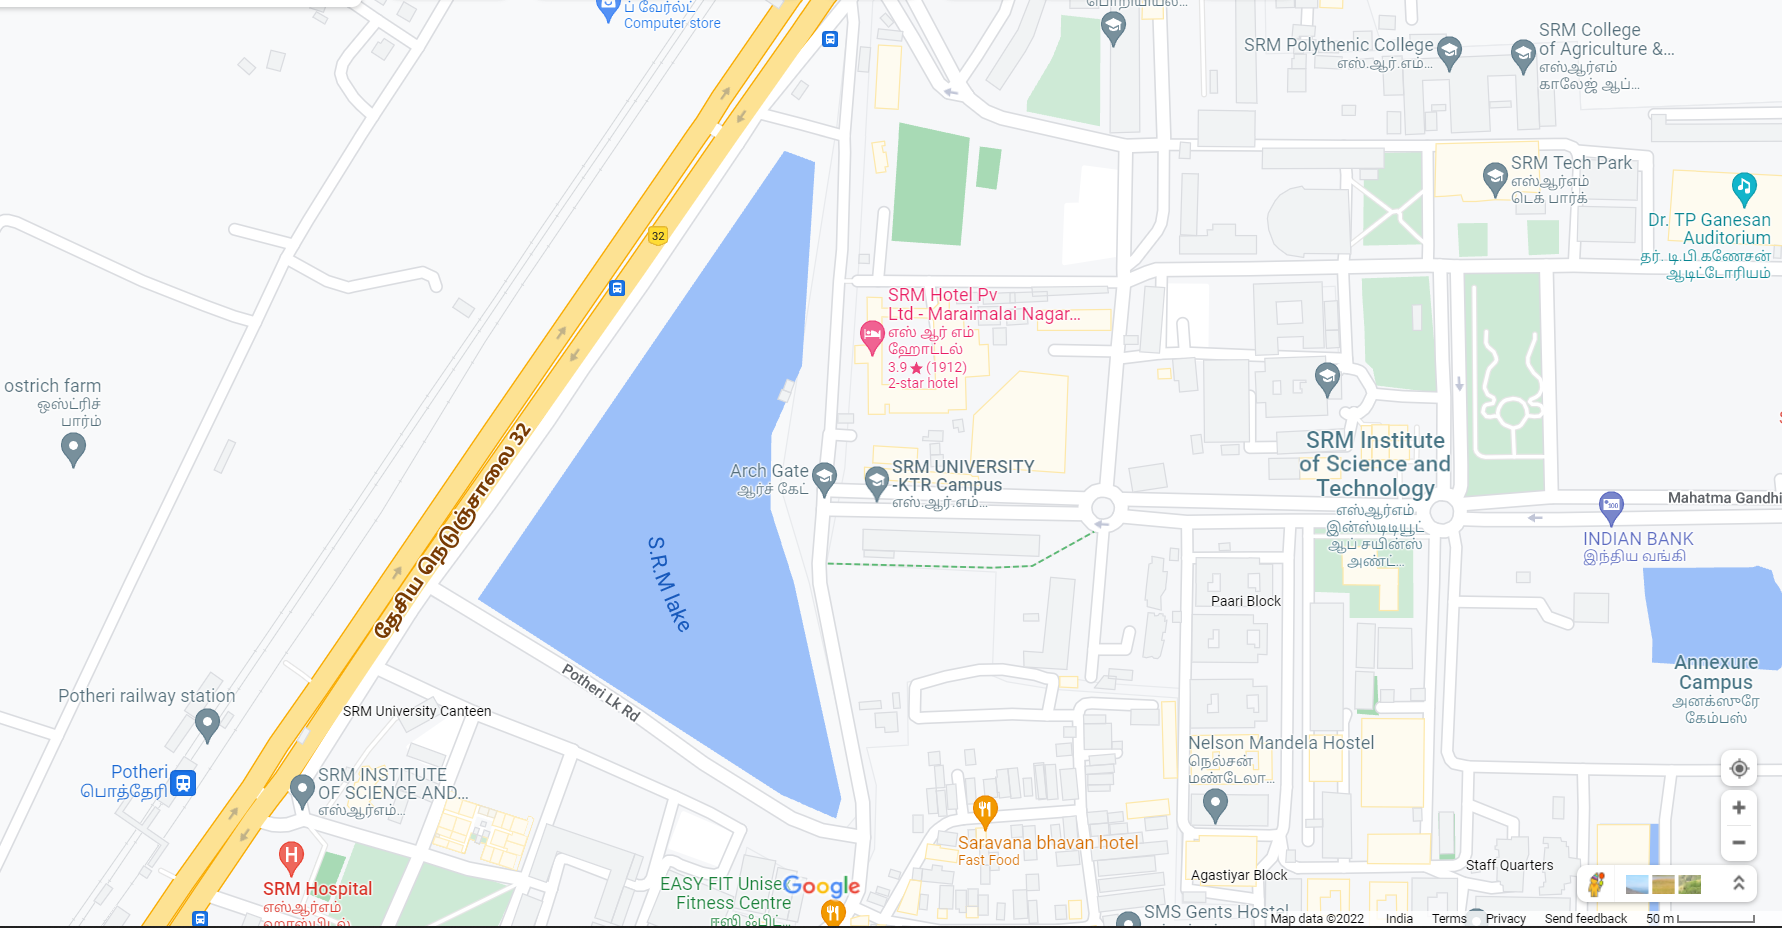 ப் வேர்ல்ட்
Computer store
SRM Polythenic College
எஸ்.ஆர்.எம்...
SRM College
of Agriculture &...
எஸ்ஆர்எம்
காலேஜ் ஆப்...
SRM Tech Park
எஸ்ஆர்எம்
டெக் பார்க்
Dr. TP Ganesan
Auditorium
தர். டி.பி கணேசன்
ஆடிட்டோரியம்
32
SRM Hotel Pv
Ltd - Maraimalai Nagar...
எஸ் ஆர் எம்
ஹோட்டல்
3.9 ★ (1912)
2-star hotel
ostrich farm
ஒஸ்ட்ரிச்
பார்ம்
தேசிய நெடுஞ்சாலை 32
Arch Gate
ஆர்ச் கேட்
SRM UNIVERSITY
-KTR Campus
எஸ்.ஆர்.எம்...
SRM Institute
of Science and
Technology
எஸ்ஆர்எம்
இன்ஸ்டிடியூட்
ஆப் சயின்ஸ்
அண்ட்...
Mahatma Gandhi
100
INDIAN BANK
இந்திய வங்கி
S.R.M lake
Paari Block
Annexure
Campus
அனக்ஸுரே
கேம்பஸ்
Potheri Lk Rd
Potheri railway station
SRM University Canteen
Potheri
பொத்தேரி
SRM INSTITUTE
OF SCIENCE AND...
எஸ்ஆர்எம்...
Nelson Mandela Hostel
நெல்சன்
மண்டேலா...
Saravana bhavan hotel
Fast Food
H
SRM Hospital
எஸ்ஆர்எம்
EASY FIT Unise
Fitness Centre
ஈஸி ஃபிட்...
Google
Agastiyar Block
Staff Quarters
SMS Gents Hostel
Map data ©2022
India
Terms
Privacy
Send feedback
50 m